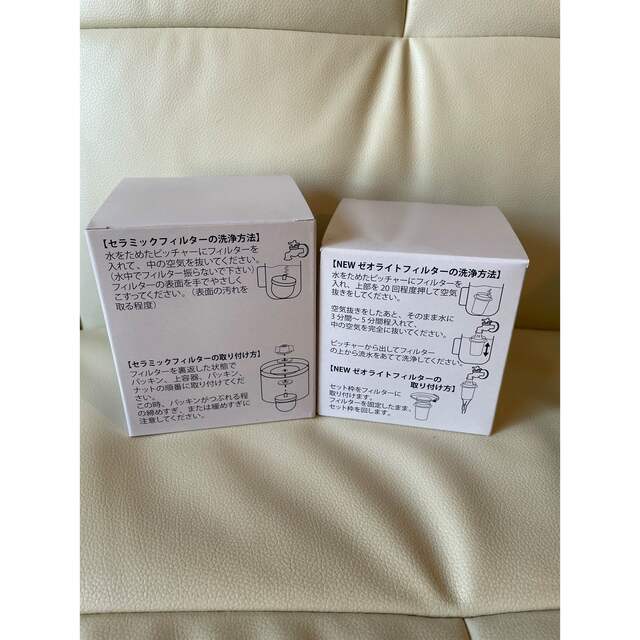 【セラミックフィルターの洗浄方法】
水をためたピッチャーにフィルターを
入れて、中の空気を抜いてください。
（水中でフィルター振らないで下さい）
フィルターの表面を手でやさしく
こすってください。（表面の汚れを
取る程度）
【セラミックフィルターの取り付け方】
フィルターを裏返した状態で
パッキン、上容器、パッキン、
ナットの順番に取り付けてくだ
さい。
この時、パッキンがつぶれる程
の締めすぎ、または緩めすぎに
注意してください。
【NEW ゼオライトフィルターの洗浄方法】
水をためたピッチャーにフィルターを
入れ、上部を20回程度押して空気
抜きをしてください。
空気抜きをしたあと、そのまま水に
3分間～5分間程入れて、
中の空気を完全に抜いてください。
ピッチャーから出してフィルター
の上から流水をあてて洗浄してください。
【NEW ゼオライトフィルターの
取り付け方】
セット枠をフィルターに
取り付けます。
フィルターを固定したまま、
セット枠を回します。